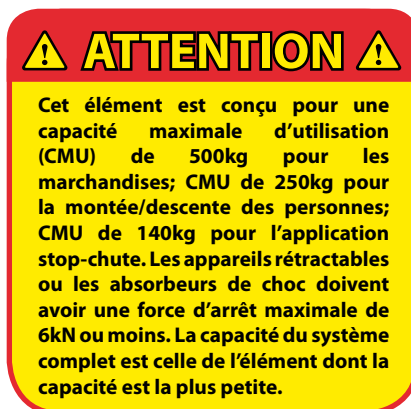 ATTENTION
Cet élément est conçu pour une
capacité maximale d'utilisation
(CMU) de 500kg pour les
marchandises; CMU de 250kg pour
la montée/descente des personnes;
CMU de 140kg pour l'application
stop-chute. Les appareils rétractables
ou les absorbeurs de choc doivent
avoir une force d'arrêt maximale de
6kN ou moins. La capacité du système
complet est celle de l'élément dont la
capacité est la plus petite.